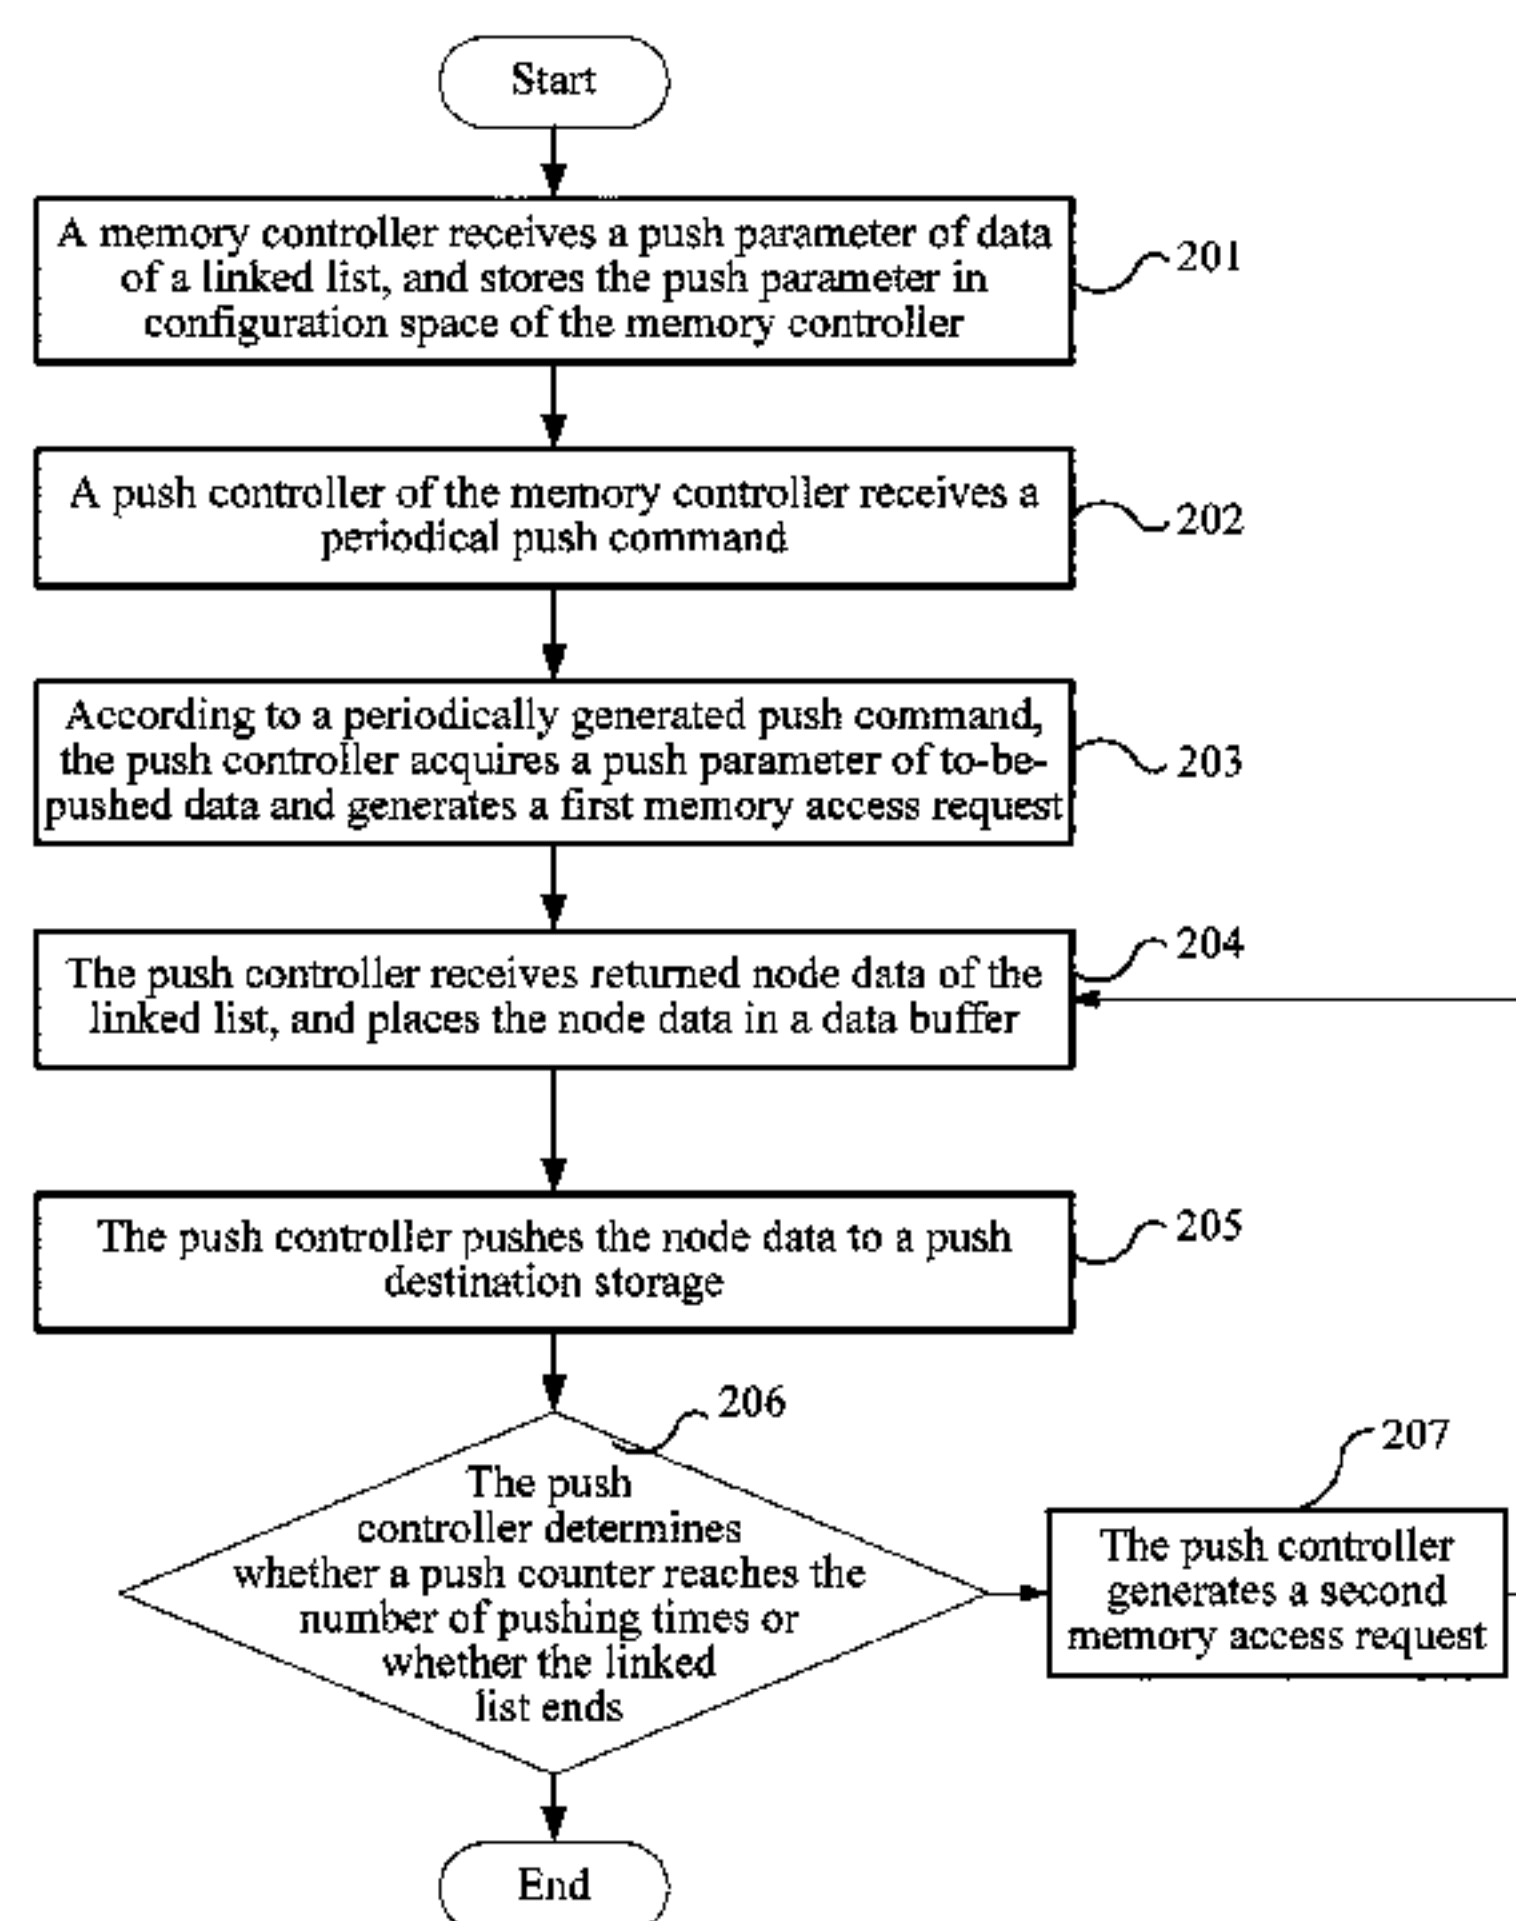 Start
A memory controller receives a push parameter of data
of a linked list, and stores the push parameter in
configuration space of the memory controller
201
A push controller of the memory controller receives a
periodical push command
202
According to a periodically generated push command,
the push controller acquires a push parameter of to-be-
pushed data and generates a first memory access request
203
The push controller receives returned node data of the
linked list, and places the node data in a data buffer
204
The push controller pushes the node data to a push
destination storage
205
206
The push
controller determines
whether a push counter reaches the
number of pushing times or
whether the linked
list ends
207
The push controller
generates a second
memory access request
End